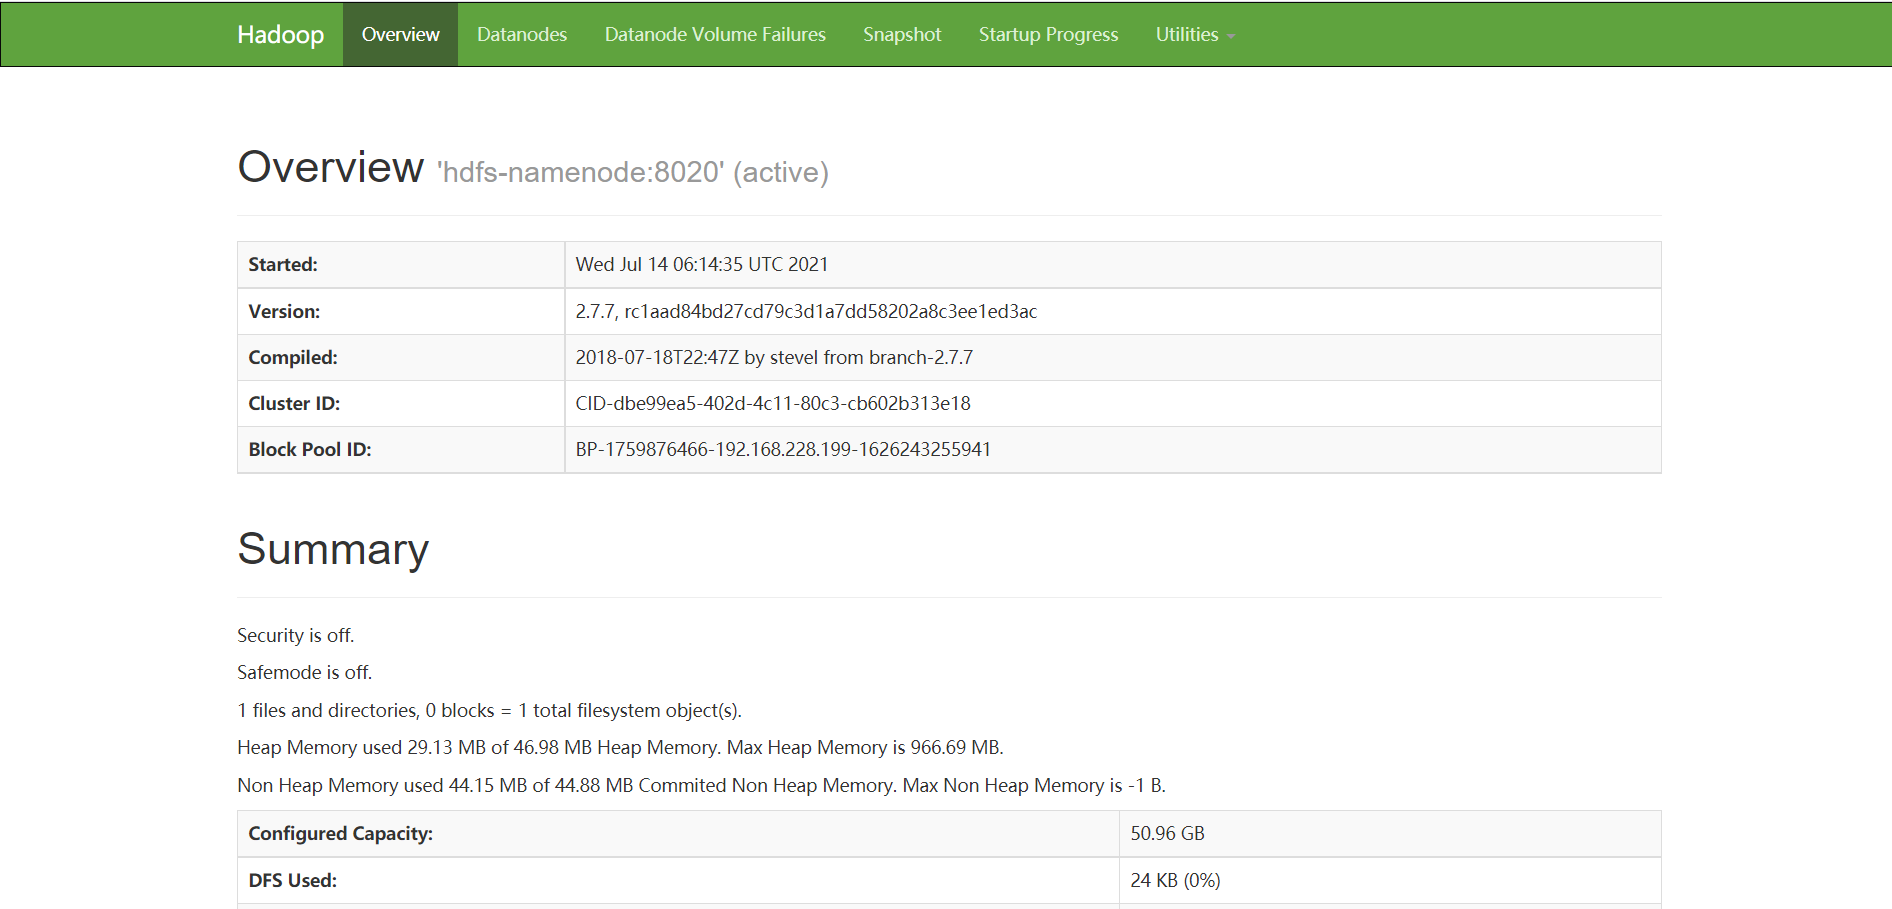 Hadoop Overview Datanodes Datanode Volume Failures Snapshot Startup Progress Utilities
Overview 'hdfs-namenode:8020' (active)
Started: Wed Jul 14 06:14:35 UTC 2021
Version: 2.7.7, rc1aad84bd27cd79c3d1a7dd58202a8c3ee1ed3ac
Compiled: 2018-07-18T22:47Z by stevel from branch-2.7.7
Cluster ID: CID-dbe99ea5-402d-4c11-80c3-cb602b313e18
Block Pool ID: BP-1759876466-192.168.228.199-1626243255941
Summary
Security is off.
Safemode is off.
1 files and directories, 0 blocks = 1 total filesystem object(s).
Heap Memory used 29.13 MB of 46.98 MB Heap Memory. Max Heap Memory is 966.69 MB.
Non Heap Memory used 44.15 MB of 44.88 MB Commited Non Heap Memory. Max Non Heap Memory is -1 B.
Configured Capacity: 50.96 GB
DFS Used: 24 KB (0%)